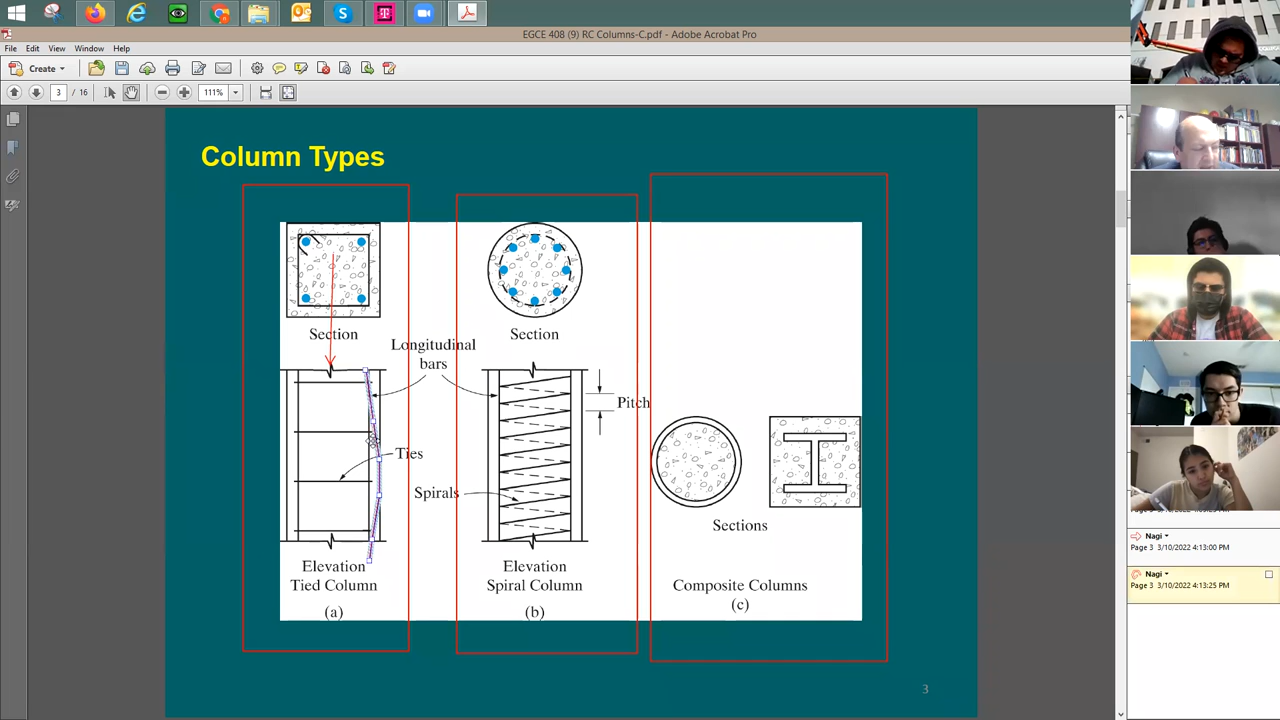 EGCE 408 (9) RC Columns-C.pdf - Adobe Acrobat Pro
File Edit View Window Help
Create
3 / 16
111%
Column Types
Section
Section
Longitudinal
bars
Pitch
Ties
Spirals
Sections
Elevation
Tied Column
(a)
Elevation
Spiral Column
(b)
Composite Columns
(c)
3
Nagi
Page 3 3/10/2022 4:13:00 PM
Nagi
Page 3 3/10/2022 4:13:25 PM